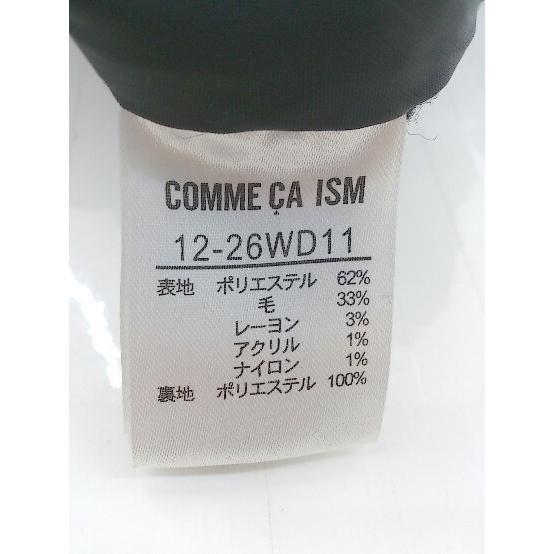 COMME ÇA ISM
12-26WD11
表地 ポリエステル 62%
毛 33%
レーヨン 3%
アクリル 1%
ナイロン 1%
裏地 ポリエステル 100%